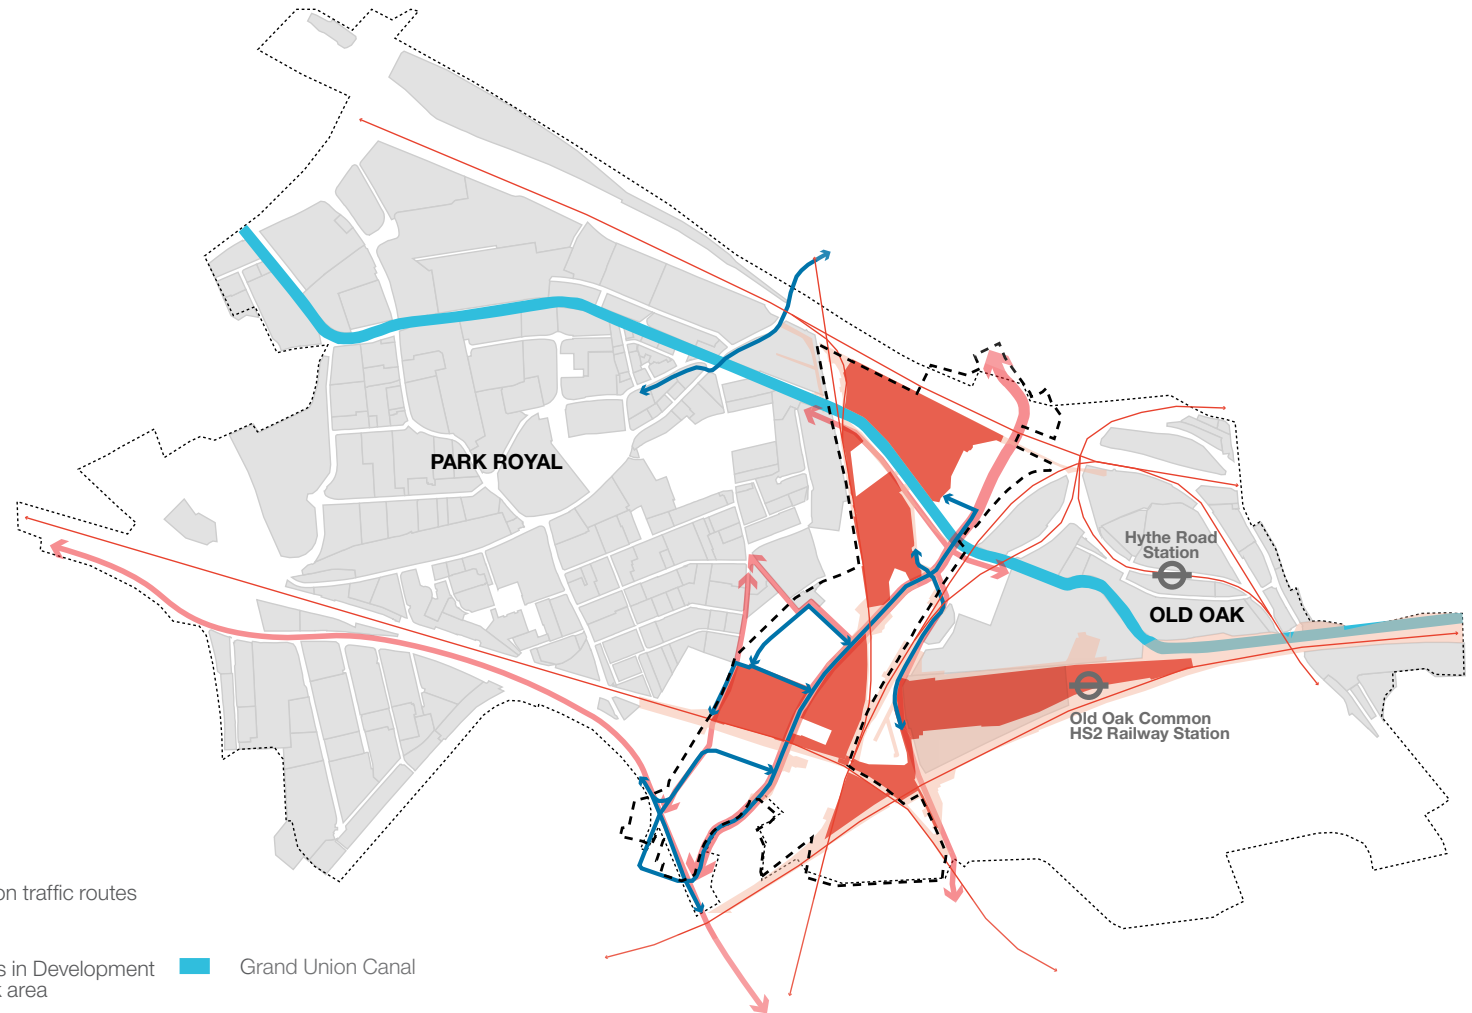 PARK ROYAL
Hythe Road
Station
OLD OAK
Old Oak Common
HS2 Railway Station
on traffic routes
s in Development
area
Grand Union Canal